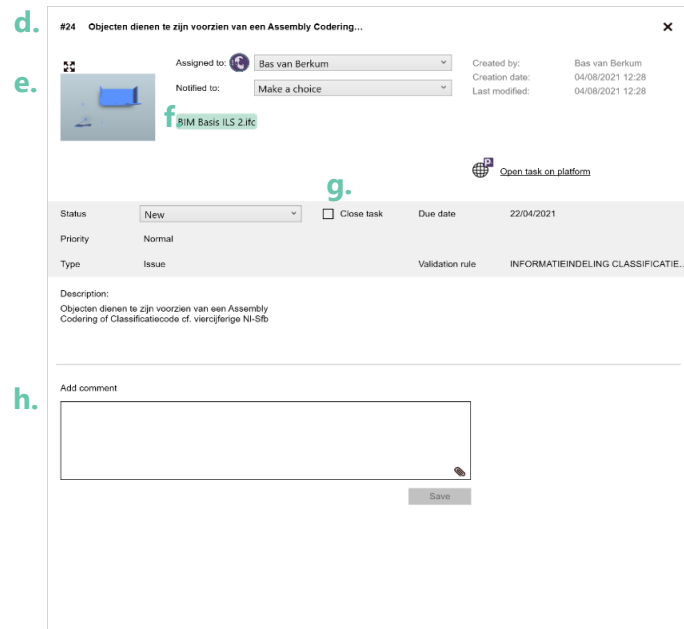 d. #24 Objecten dienen te zijn voorzien van een Assembly Codering...
e. Assigned to: Bas van Berkum Created by: Bas van Berkum
Creation date: 04/08/2021 12:28
Notified to: Make a choice Last modified: 04/08/2021 12:28
f. BIM Basis ILS 2.ifc
P Open task on platform
g.
Status New Close task Due date 22/04/2021
Priority Normal
Type Issue Validation rule INFORMATIEINDELING CLASSIFICATIE...
Description:
Objecten dienen te zijn voorzien van een Assembly
Codering of Classificatiecode cf. viercijferige NI-Sfb
h. Add comment
Save